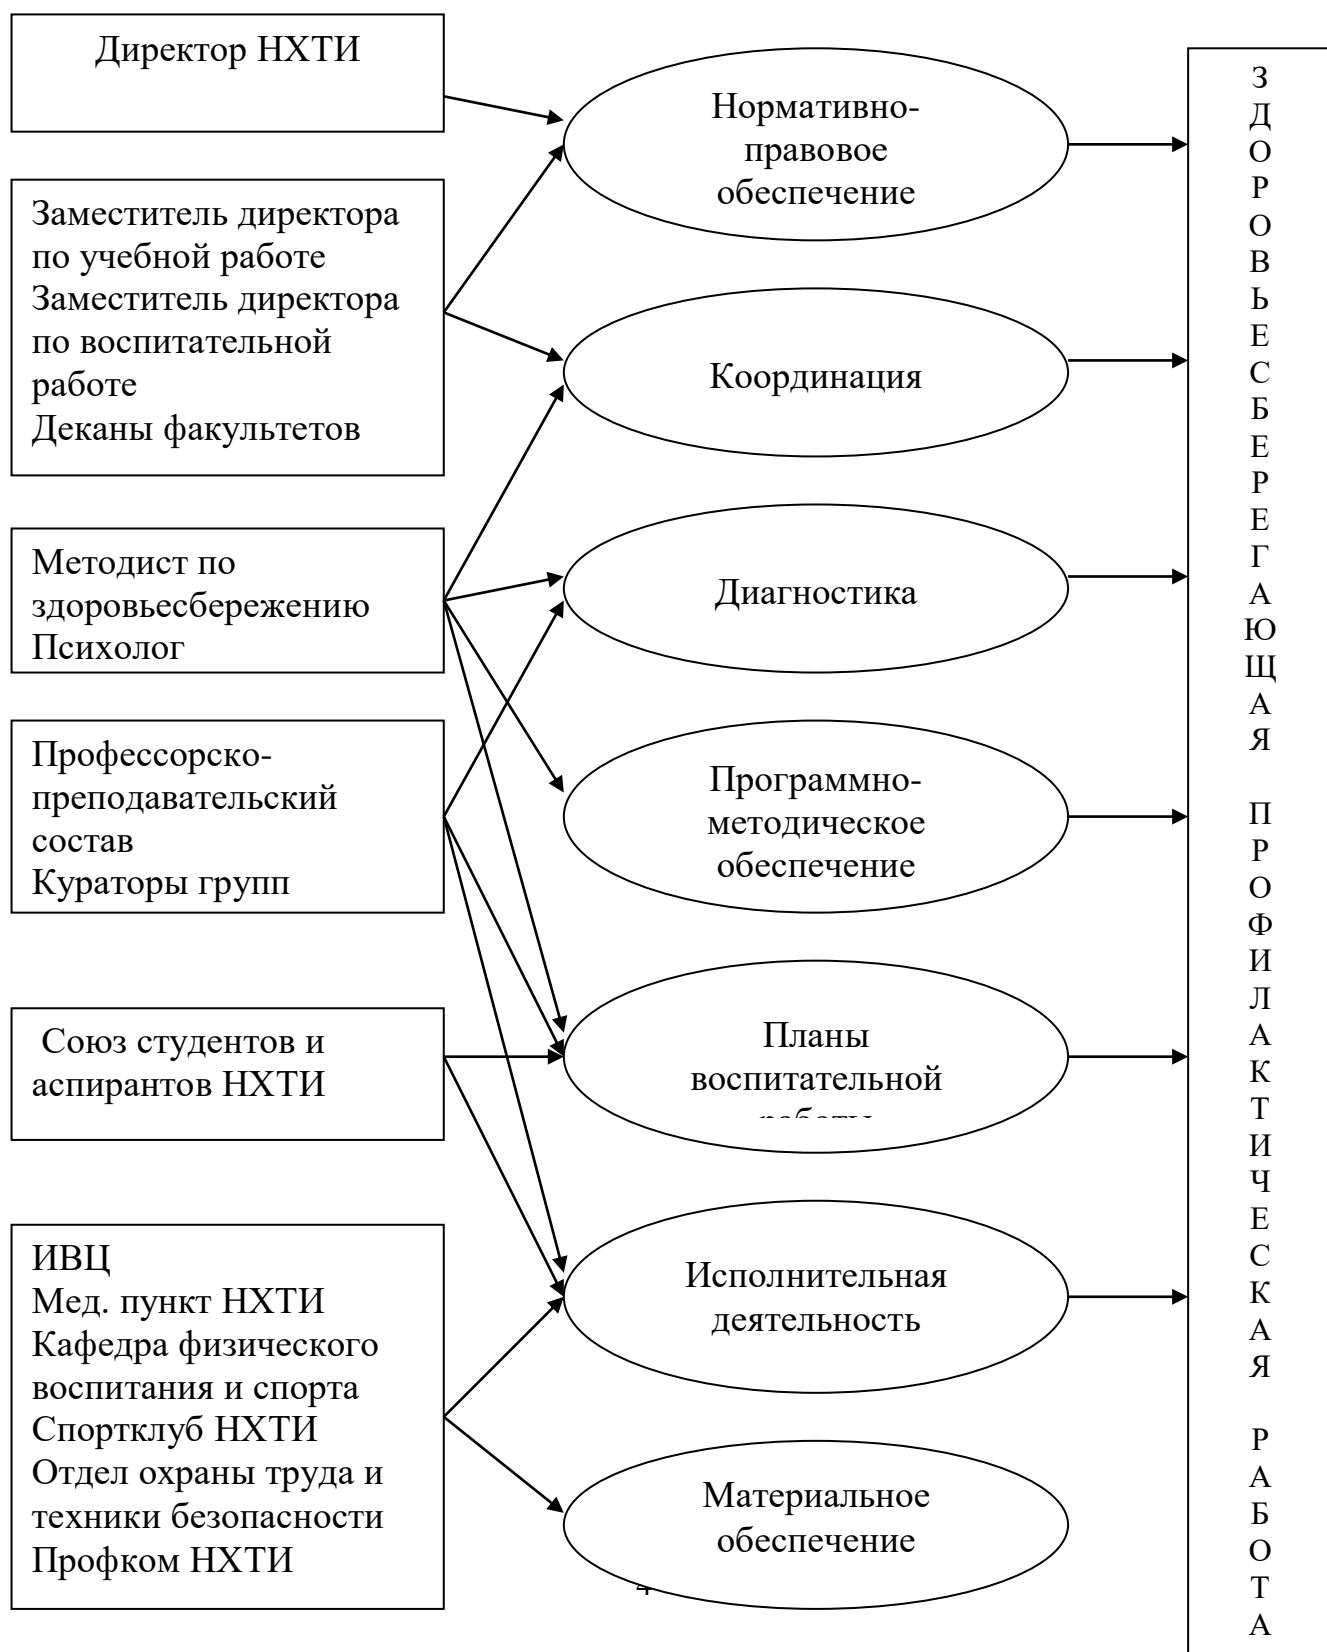 Директор НХТИ
Заместитель директора
по учебной работе
Заместитель директора
по воспитательной
работе
Деканы факультетов
Методист по
здоровьесбережению
Психолог
Профессорско-
преподавательский
состав
Кураторы групп
Союз студентов и
аспирантов НХТИ
ИВЦ
Мед. пункт НХТИ
Кафедра физического
воспитания и спорта
Спортклуб НХТИ
Отдел охраны труда и
техники безопасности
Профком НХТИ
Нормативно-
правовое
обеспечение
Координация
Диагностика
Программно-
методическое
обеспечение
Планы
воспитательной
работы
Исполнительная
деятельность
Материальное
обеспечение
4
ЗДОРОВЬЕСБЕРЕГАЮЩАЯ ПРОФИЛАКТИЧЕСКАЯ РАБОТА